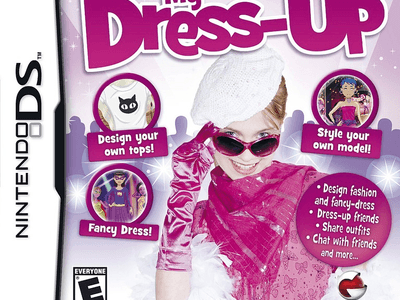 My
Dress-Up
NINTENDO DS
Design your
own tops!
Style your
own model!
Fancy Dress!
• Design fashion
and fancy-dress
• Dress-up friends
• Share outfits
• Chat with friends
and more...
EVERYONE
E